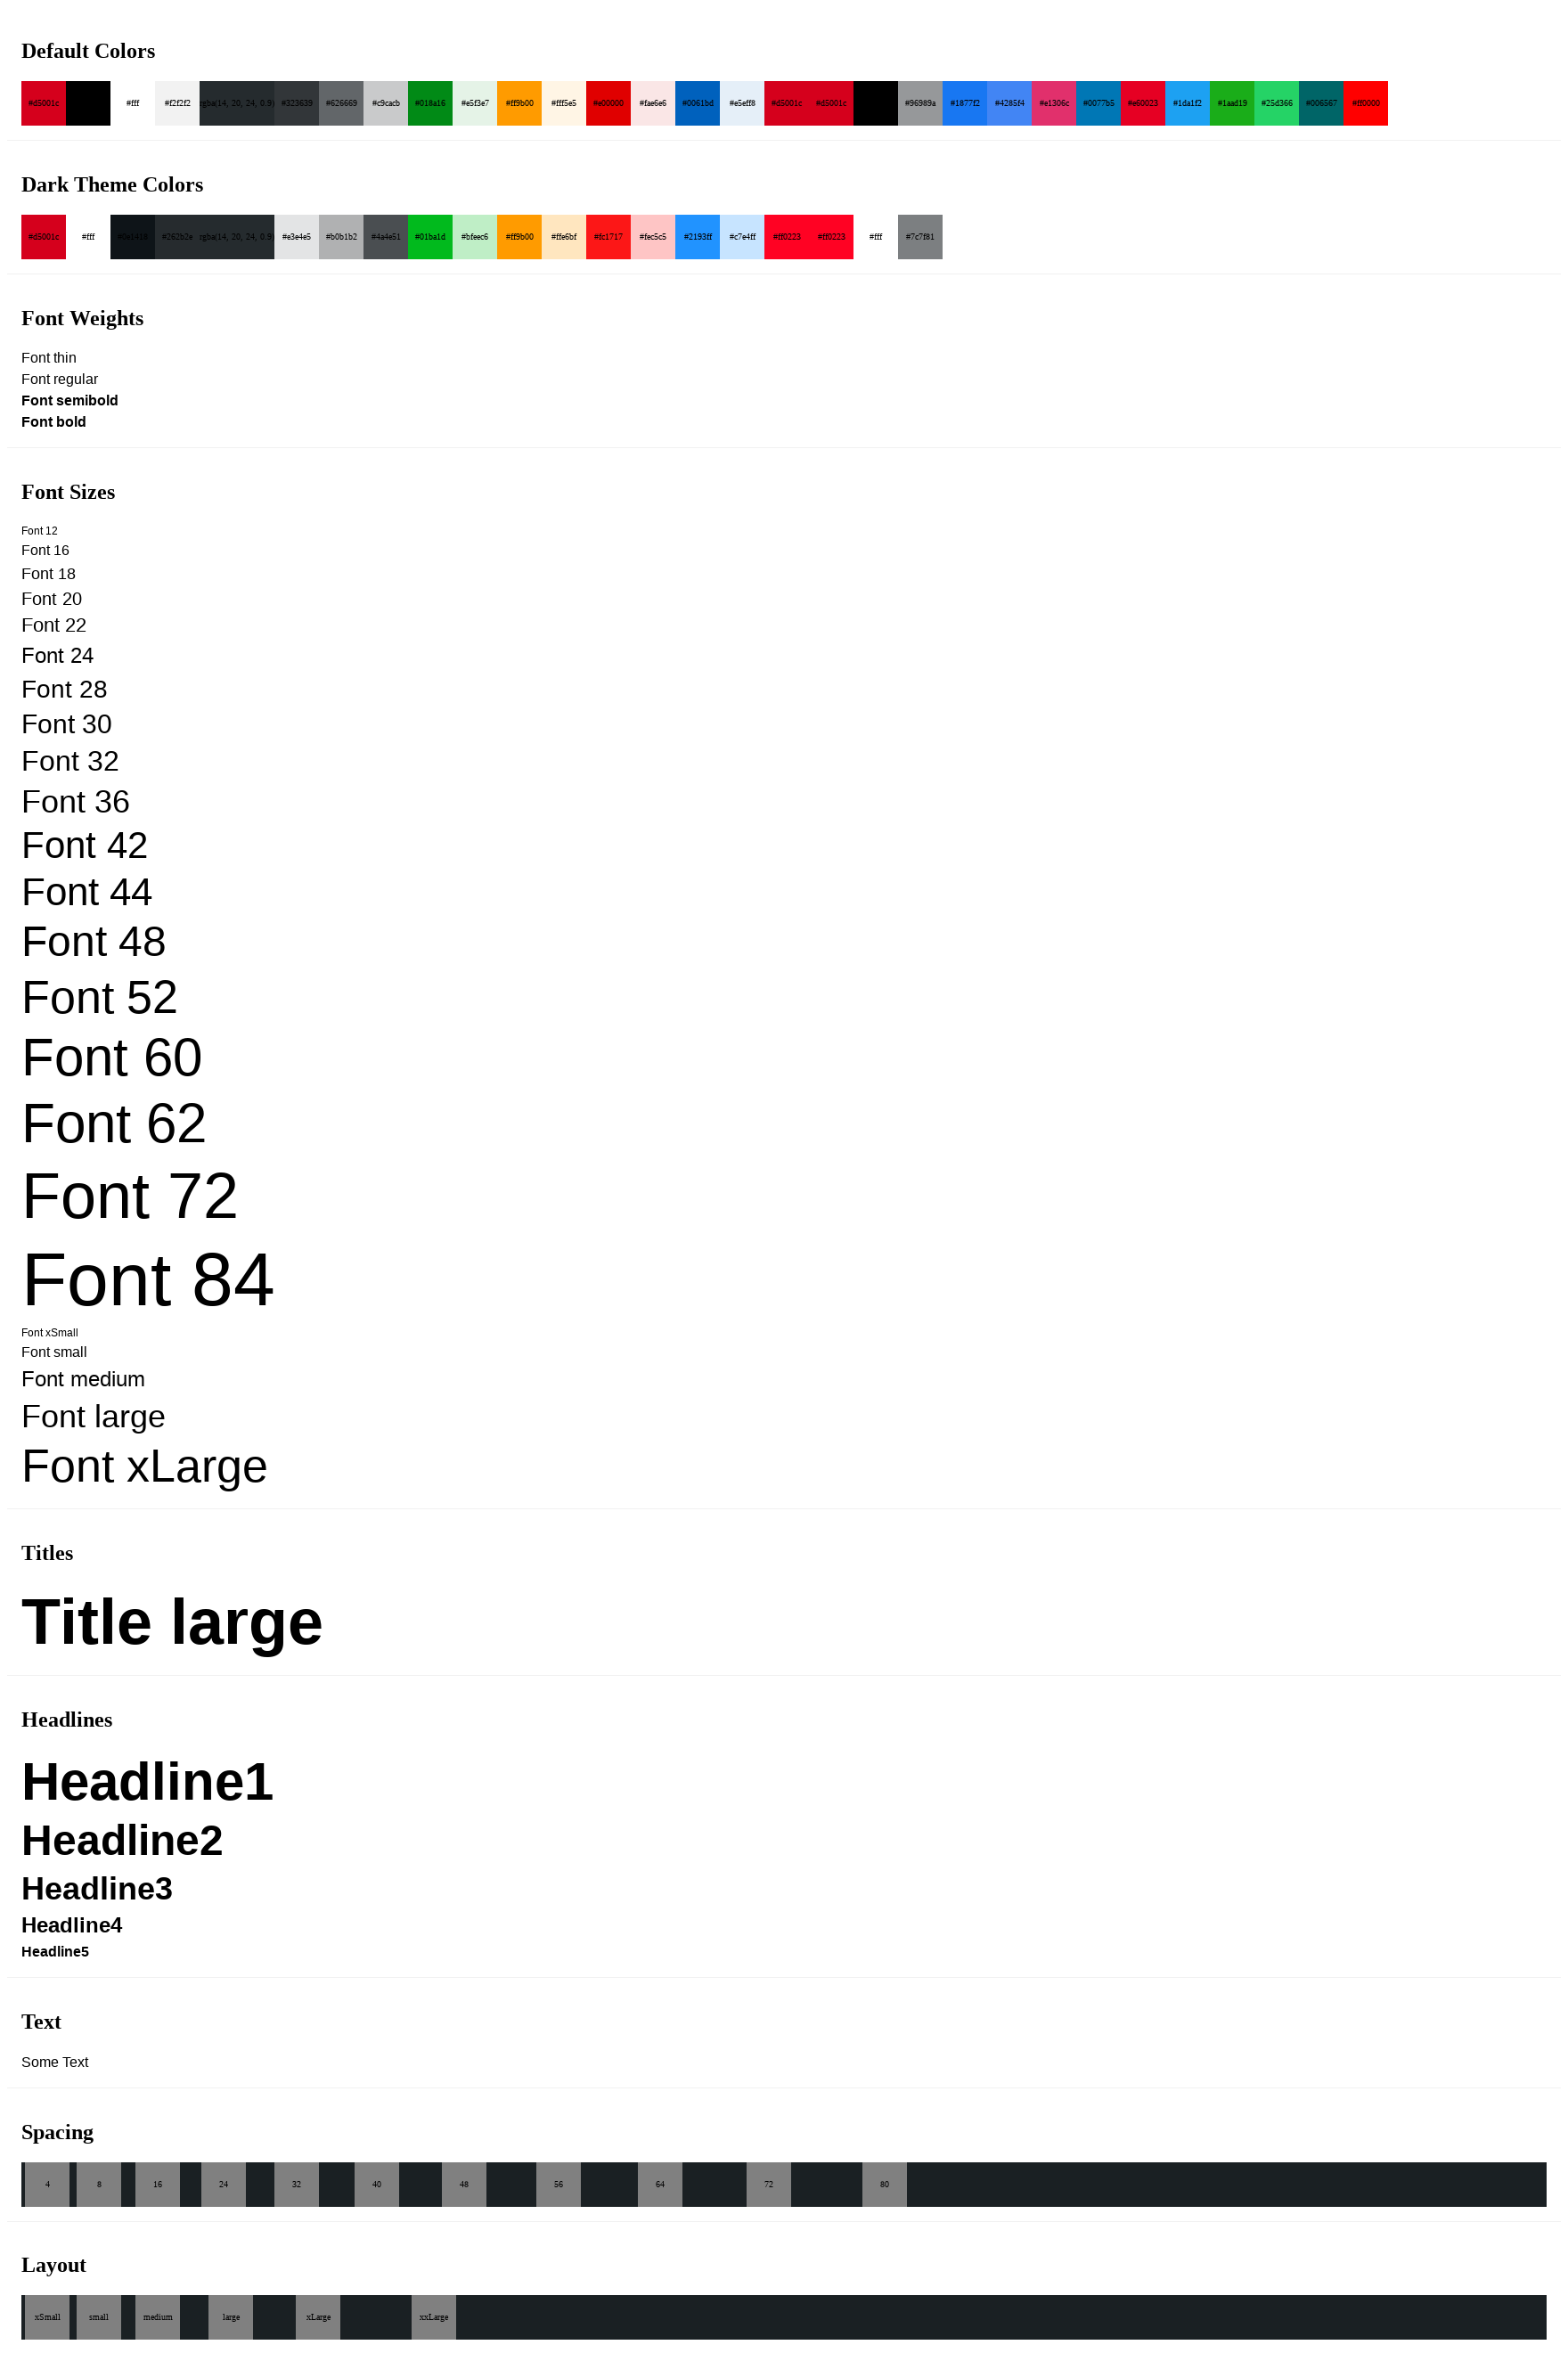 Default Colors
#d5001c #fff #f2f2f2 rgba(14, 20, 24, 0.9) #323639 #626669 #c9cacb #018a16 #e5f3e7 #ff9b00 #fff5e5 #e00000 #fae6e6 #0061bd #e5eff8 #d5001c #d5001c #96989a #1877f2 #4285f4 #e1306c #0077b5 #e60023 #1da1f2 #1aad19 #25d366 #006567 #ff0000
Dark Theme Colors
#d5001c #fff #0e1418 #262b2e rgba(14, 20, 24, 0.9) #e3e4e5 #b0b1b2 #4a4e51 #01ba1d #bfeec6 #ff9b00 #ffe6bf #fc1717 #fec5c5 #2193ff #c7e4ff #ff0223 #ff0223 #fff #7c7f81
Font Weights
Font thin
Font regular
Font semibold
Font bold
Font Sizes
Font 12
Font 16
Font 18
Font 20
Font 22
Font 24
Font 28
Font 30
Font 32
Font 36
Font 42
Font 44
Font 48
Font 52
Font 60
Font 62
Font 72
Font 84
Font xSmall
Font small
Font medium
Font large
Font xLarge
Titles
Title large
Headlines
Headline1
Headline2
Headline3
Headline4
Headline5
Text
Some Text
Spacing
4 8 16 24 32 40 48 56 64 72 80
Layout
xSmall small medium large xLarge xxLarge